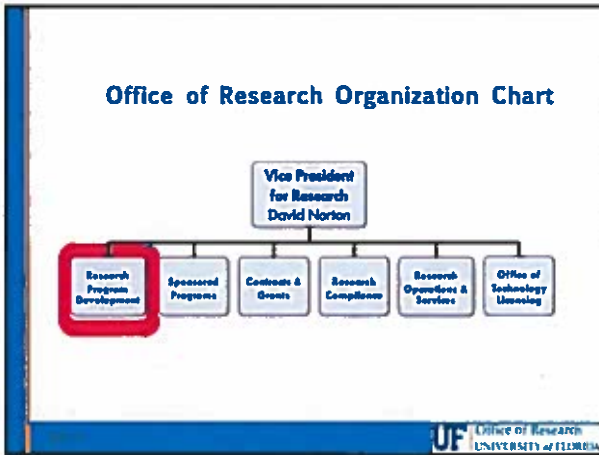 Office of Research Organization Chart
Vice President
for Research
David Norton
Research
Program
Development
Sponsored
Programs
Contracts &
Grants
Research
Compliance
Research
Operations &
Services
Office of
Technology
Licensing
UF
Office of Research
UNIVERSITY of FLORIDA